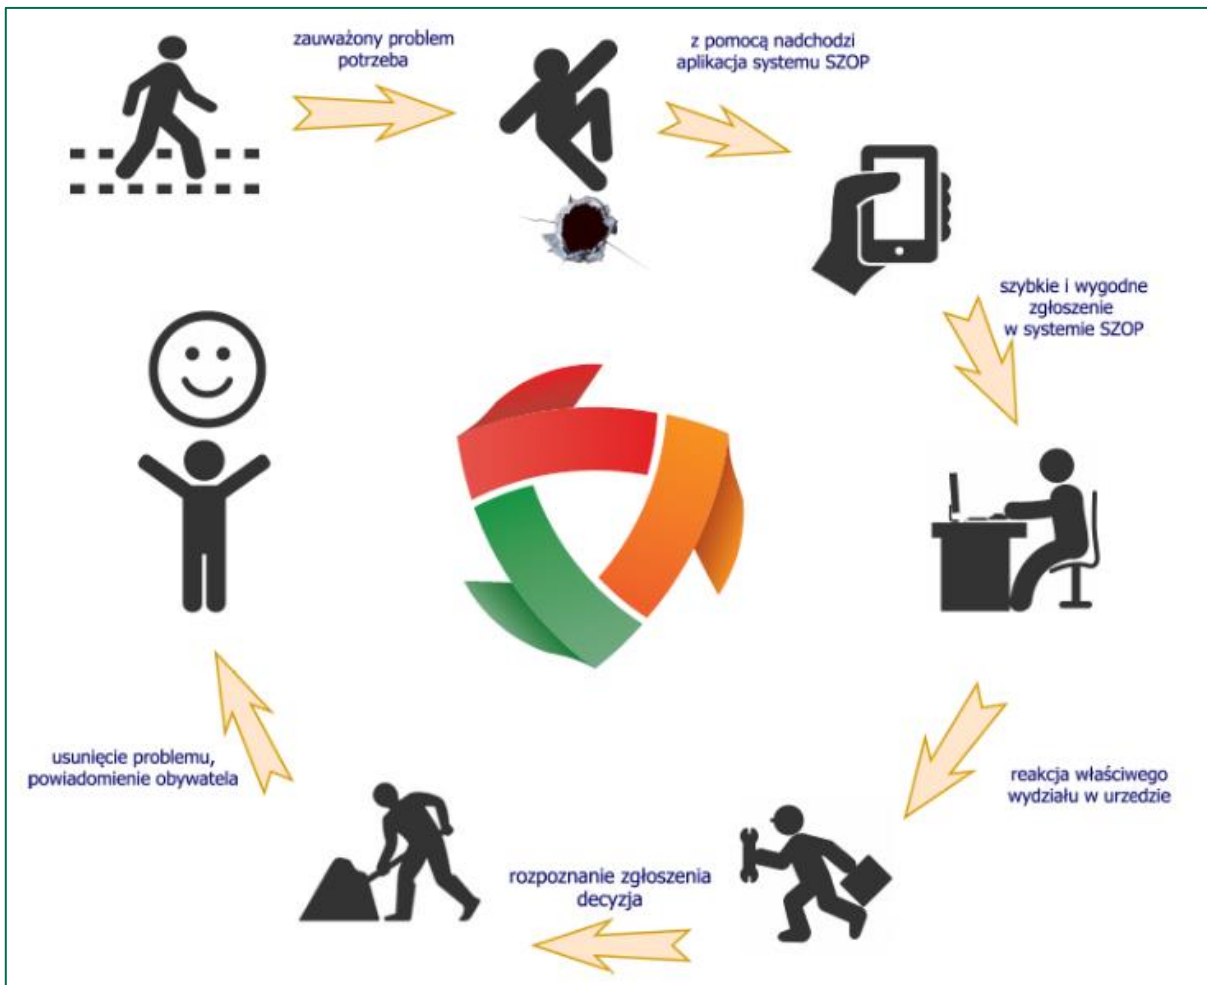 zauważony problem
potrzeba
z pomocą nadchodzi
aplikacja systemu SZOP
szybkie i wygodne
zgłoszenie
w systemie SZOP
reakcja właściwego
wydziału w urzedzie
rozpoznanie zgłoszenia
decyzja
usunięcie problemu,
powiadomienie obywatela